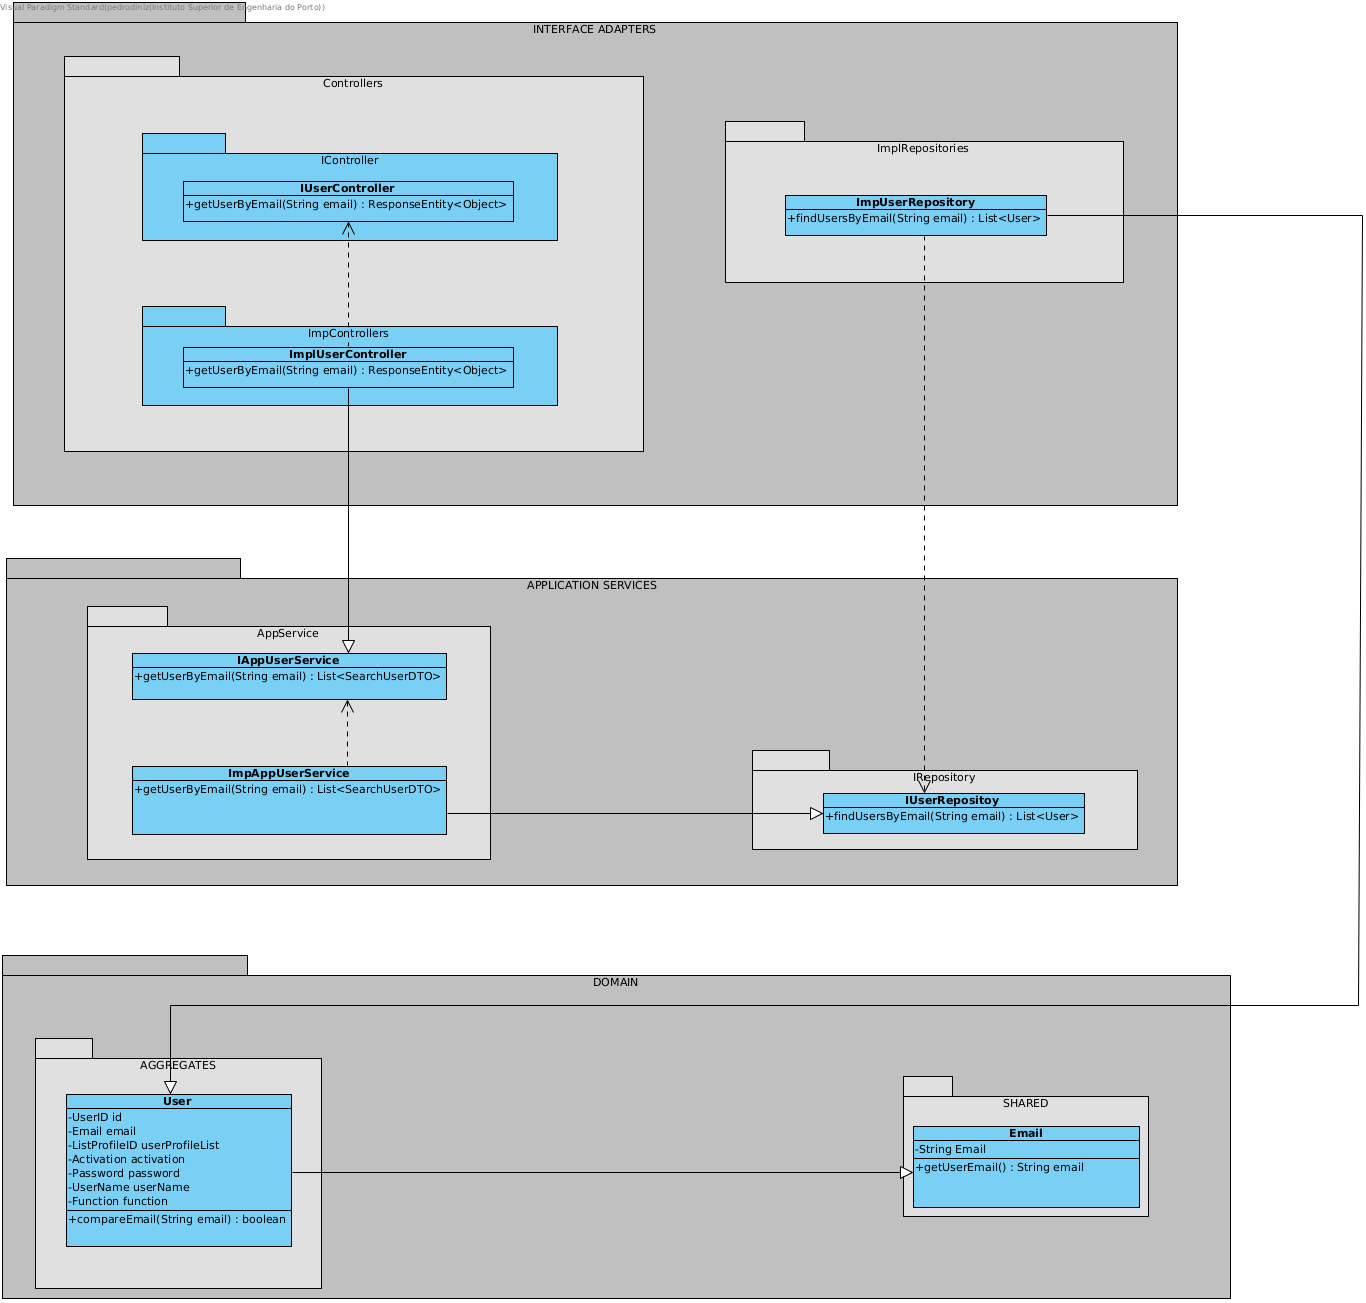 Visual Paradigm Standard(pedrodiniz(Instituto Superior de Engenharia do Porto))
INTERFACE ADAPTERS
Controllers
IController
IUserController
+getUserByEmail(String email) : ResponseEntity<Object>
ImpControllers
ImplUserController
+getUserByEmail(String email) : ResponseEntity<Object>
ImplRepositories
ImpUserRepository
+findUsersByEmail(String email) : List<User>
APPLICATION SERVICES
AppService
IAppUserService
+getUserByEmail(String email) : List<SearchUserDTO>
ImpAppUserService
+getUserByEmail(String email) : List<SearchUserDTO>
IRepository
IUserRepositoy
+findUsersByEmail(String email) : List<User>
DOMAIN
AGGREGATES
User
-UserID id
-Email email
-ListProfileID userProfileList
-Activation activation
-Password password
-UserName userName
-Function function
+compareEmail(String email) : boolean
SHARED
Email
-String Email
+getUserEmail() : String email